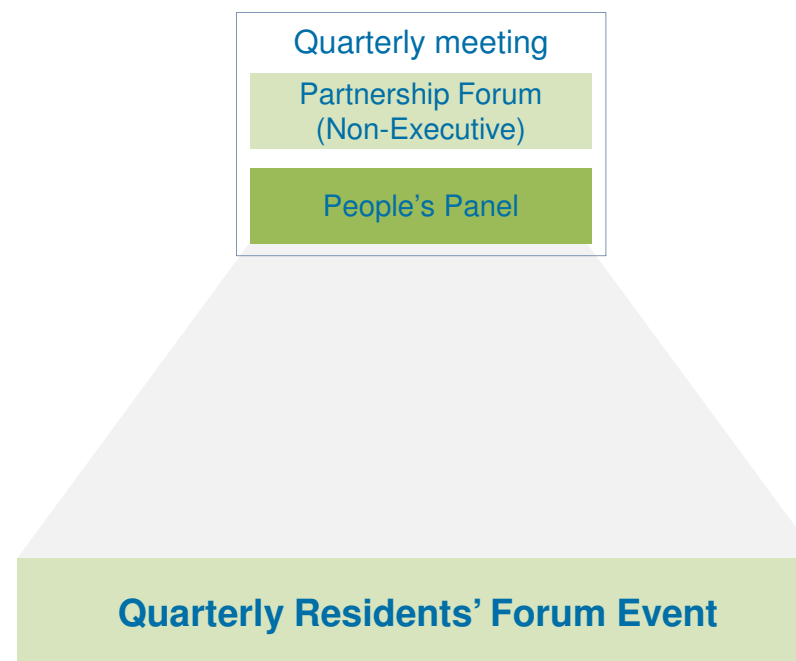 Quarterly meeting
Partnership Forum
(Non-Executive)
People’s Panel
Quarterly Residents’ Forum Event